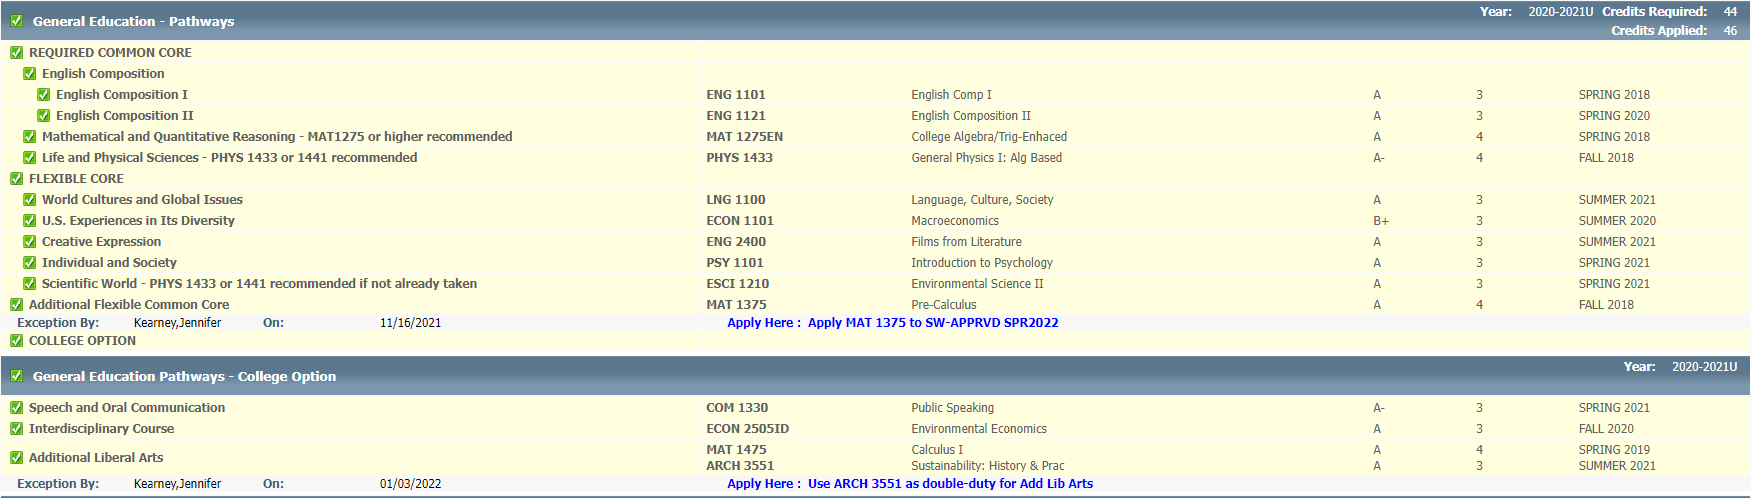 General Education - Pathways Year: 2020-2021U Credits Required: 44
Credits Applied: 46
REQUIRED COMMON CORE
English Composition
English Composition I ENG 1101 English Comp I A 3 SPRING 2018
English Composition II ENG 1121 English Composition II A 3 SPRING 2020
Mathematical and Quantitative Reasoning - MAT1275 or higher recommended MAT 1275EN College Algebra/Trig-Enhaced A 4 SPRING 2018
Life and Physical Sciences - PHYS 1433 or 1441 recommended PHYS 1433 General Physics I: Alg Based A- 4 FALL 2018
FLEXIBLE CORE
World Cultures and Global Issues LNG 1100 Language, Culture, Society A 3 SUMMER 2021
U.S. Experiences in Its Diversity ECON 1101 Macroeconomics B+ 3 SUMMER 2020
Creative Expression ENG 2400 Films from Literature A 3 SUMMER 2021
Individual and Society PSY 1101 Introduction to Psychology A 3 SPRING 2021
Scientific World - PHYS 1433 or 1441 recommended if not already taken ESCI 1210 Environmental Science II A 3 SPRING 2021
Additional Flexible Common Core MAT 1375 Pre-Calculus A 4 FALL 2018
Exception By: Kearney,Jennifer On: 11/16/2021 Apply Here : Apply MAT 1375 to SW-APPRVD SPR2022
COLLEGE OPTION
General Education Pathways - College Option Year: 2020-2021U
Speech and Oral Communication COM 1330 Public Speaking A- 3 SPRING 2021
Interdisciplinary Course ECON 2505ID Environmental Economics A 3 FALL 2020
Additional Liberal Arts MAT 1475 Calculus I A 4 SPRING 2019
ARCH 3551 Sustainability: History & Prac A 3 SUMMER 2021
Exception By: Kearney,Jennifer On: 01/03/2022 Apply Here : Use ARCH 3551 as double-duty for Add Lib Arts